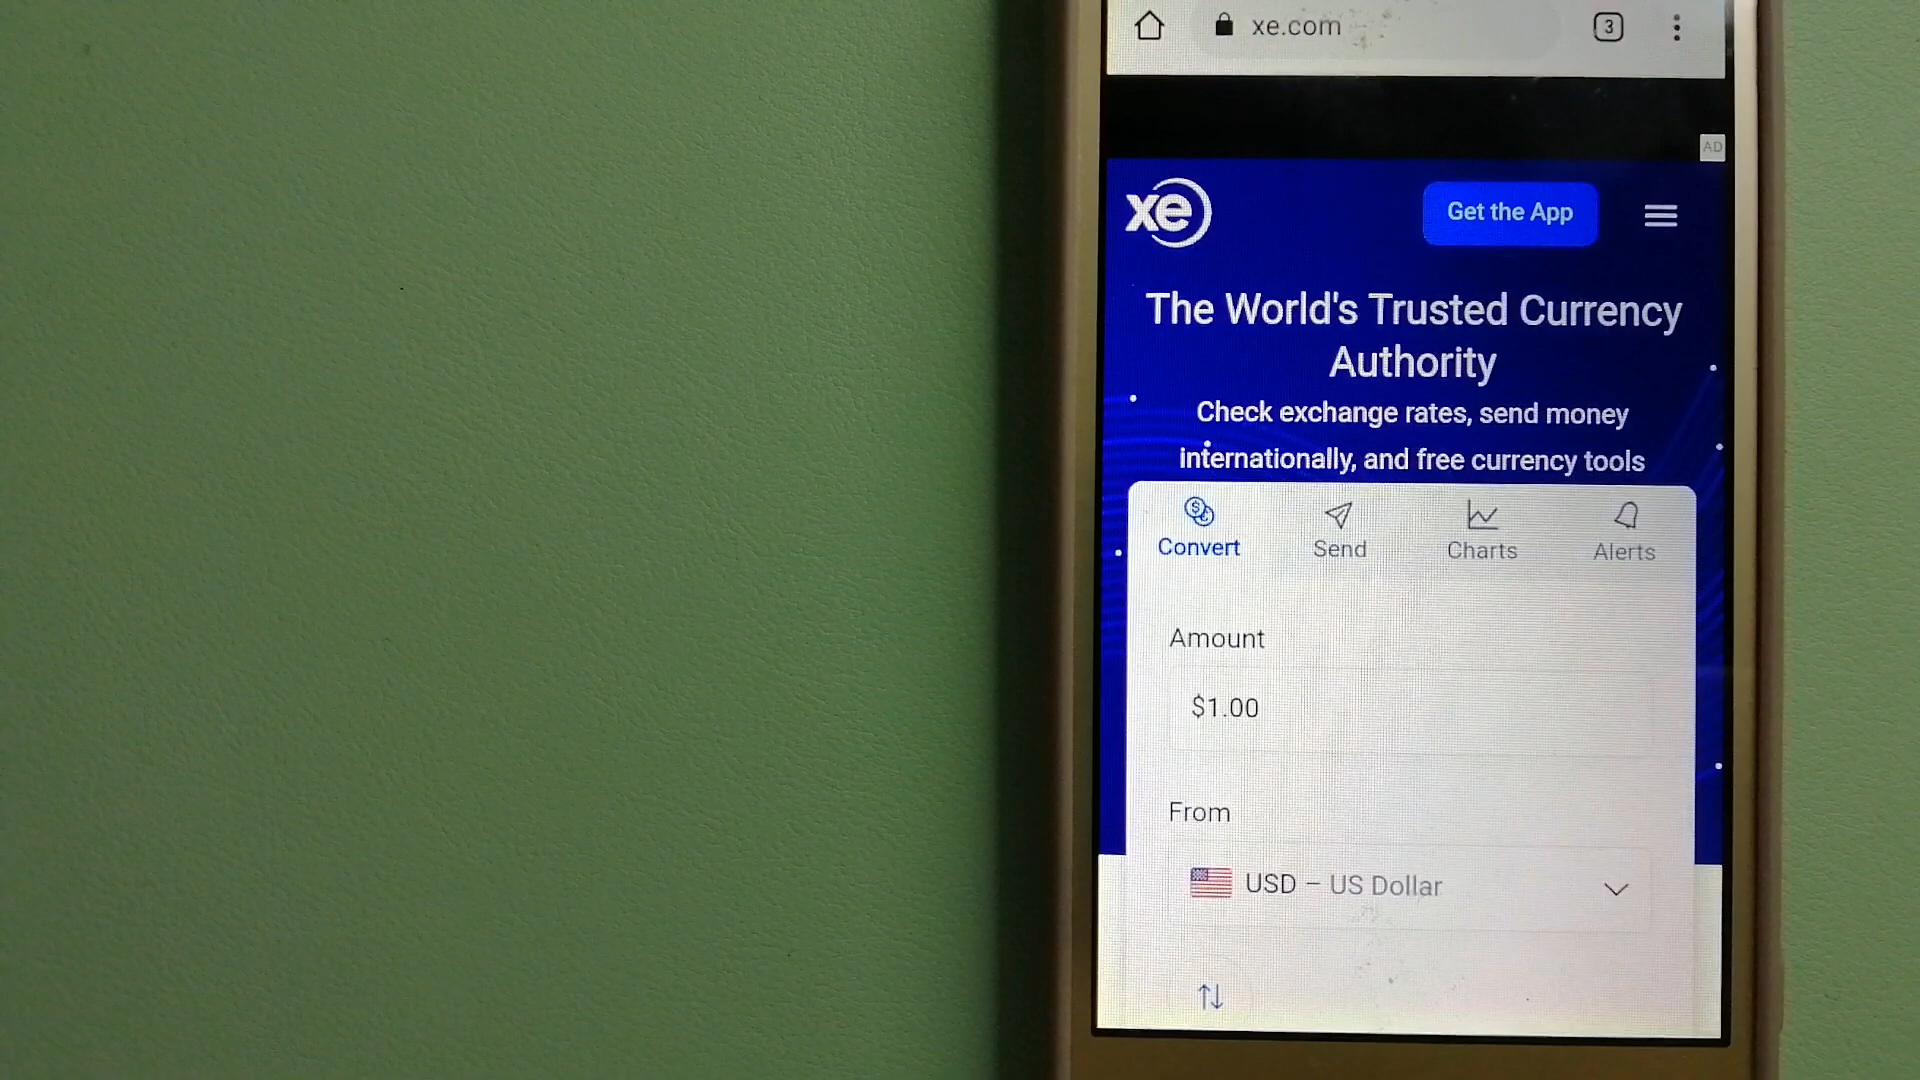 xe.com
3
AD
xe
Get the App
The World's Trusted Currency
Authority
Check exchange rates, send money
internationally, and free currency tools
Convert
Send
Charts
Alerts
Amount
$1.00
From
USD – US Dollar